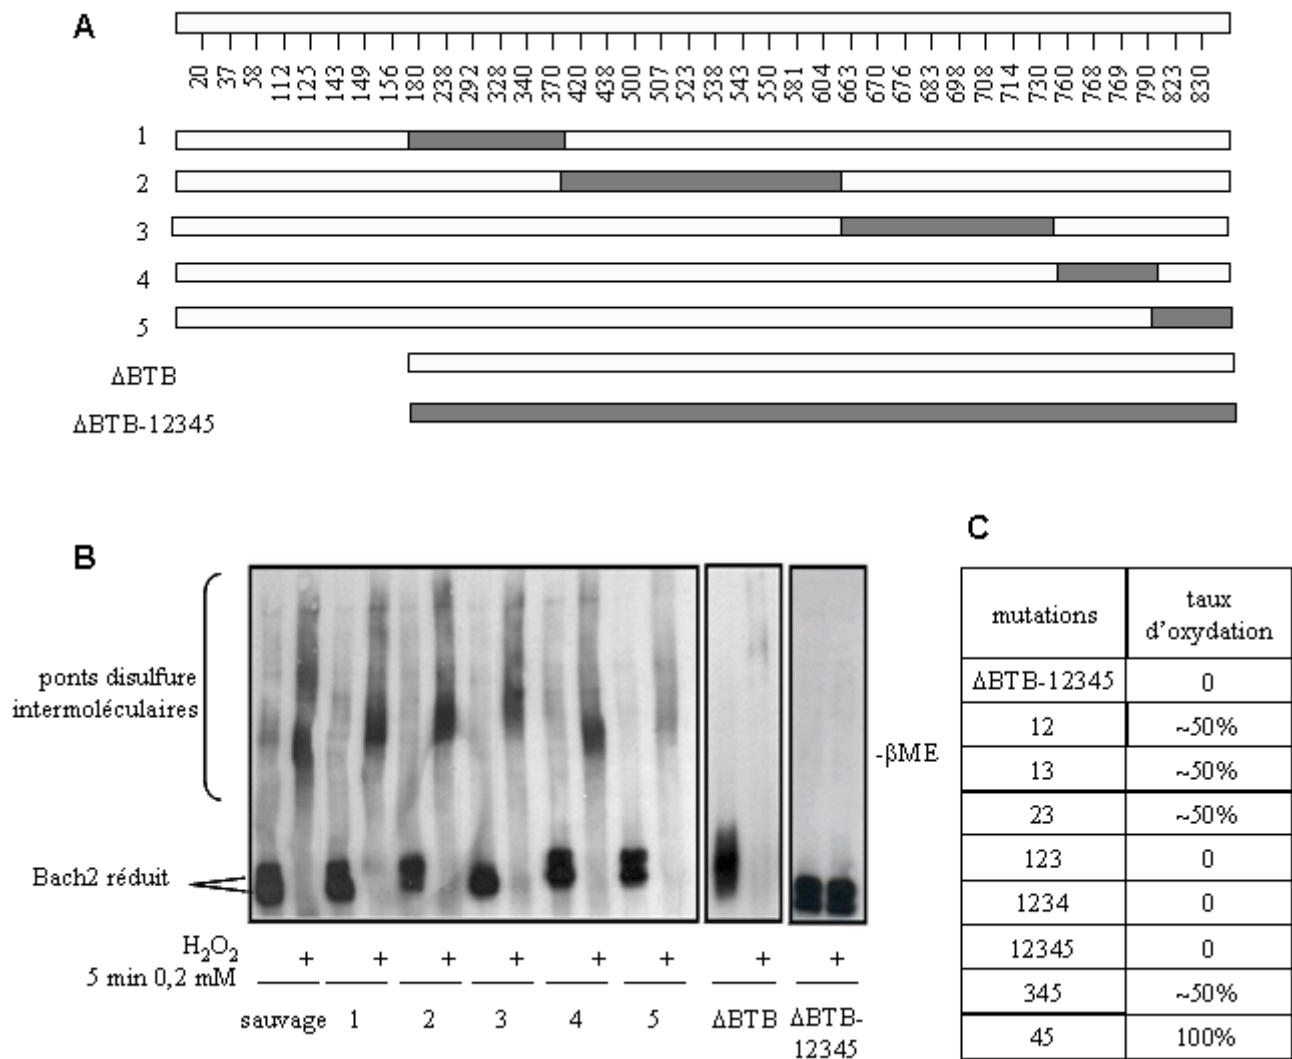 A
20 37 58 112 125 143 149 156 180 238 292 328 340 370 420 438 500 507 523 538 543 550 581 604 663 670 676 683 698 708 714 730 760 768 769 790 823 830
1
2
3
4
5
ΔBTB
ΔBTB-12345
B
ponts disulfure
intermoléculaires
Bach2 réduit
-βME
H₂O₂ + + + + + + + +
5 min 0,2 mM
sauvage 1 2 3 4 5 ΔBTB ΔBTB-
12345
C
mutations taux
d'oxydation
ΔBTB-12345 0
12 ~50%
13 ~50%
23 ~50%
123 0
1234 0
12345 0
345 ~50%
45 100%